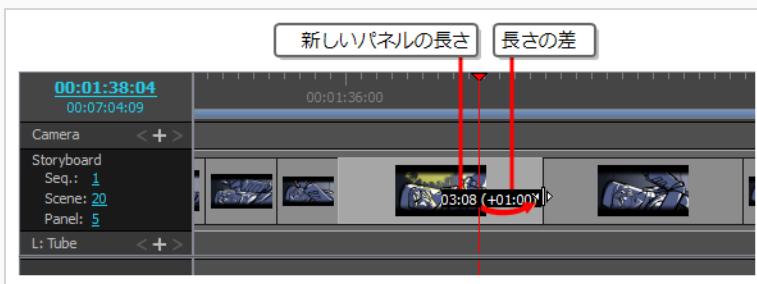 新しいパネルの長さ
長さの差
00:01:38:04
00:07:04:09
00:01:36:00
Camera < + >
Storyboard
Seq.: 1
Scene: 20
Panel: 5
03:08 (+01:00)
L: Tube < + >